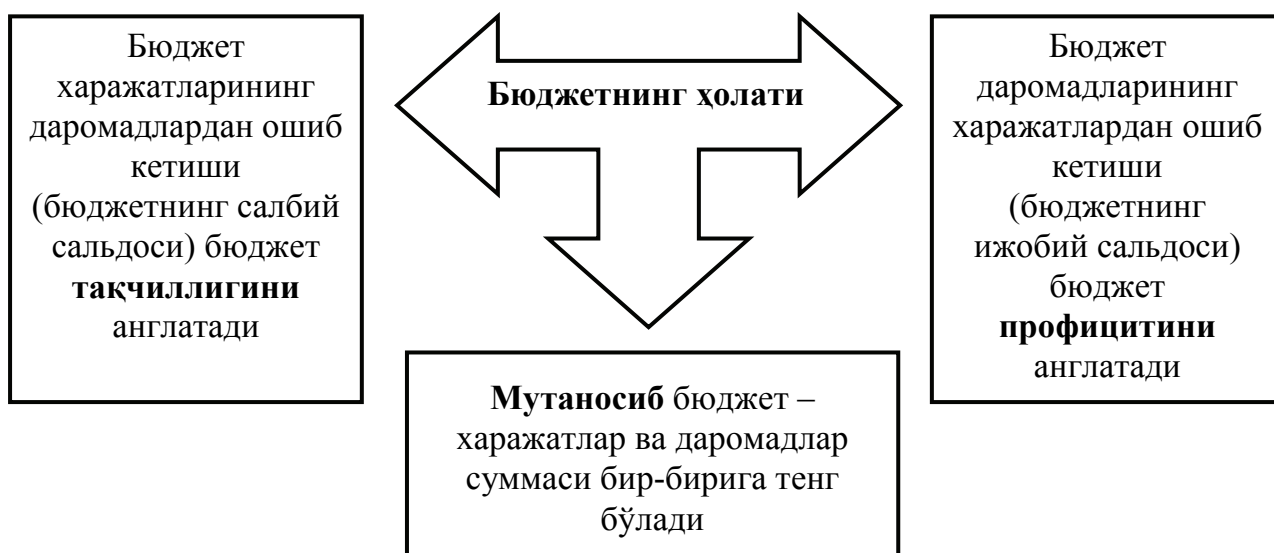 Бюджет
харажатларининг
даромадлардан ошиб
кетиши
(бюджетнинг салбий
сальдоси) бюджет
тақчиллигини
англатади
Бюджетнинг ҳолати
Бюджет
даромадларининг
харажатлардан ошиб
кетиши
(бюджетнинг
ижобий сальдоси)
бюджет
профицитини
англатади
Мутаносиб бюджет –
харажатлар ва даромадлар
суммаси бир-бирига тенг
бўлади